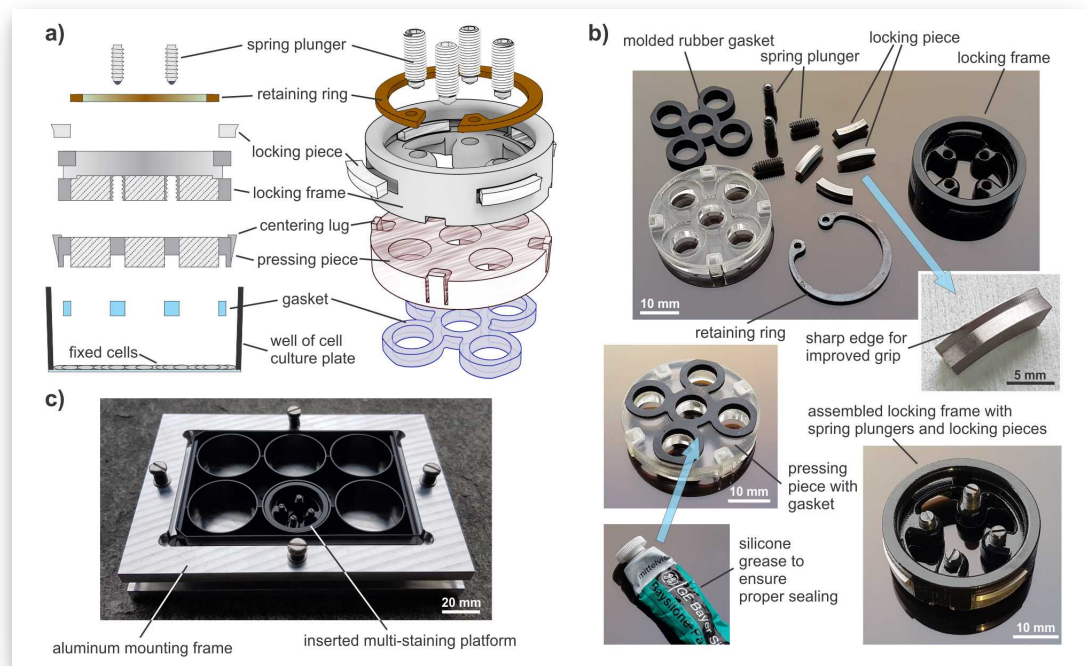 a)
spring plunger
retaining ring
locking piece
locking frame
centering lug
pressing piece
gasket
well of cell
culture plate
fixed cells
b)
molded rubber gasket
spring plunger
locking piece
locking frame
10 mm
retaining ring
sharp edge for
improved grip
5 mm
pressing
piece with
gasket
10 mm
silicone
grease to
ensure
proper sealing
GE Bayer
assembled locking frame with
spring plungers and locking pieces
10 mm
c)
20 mm
aluminum mounting frame
inserted multi-staining platform